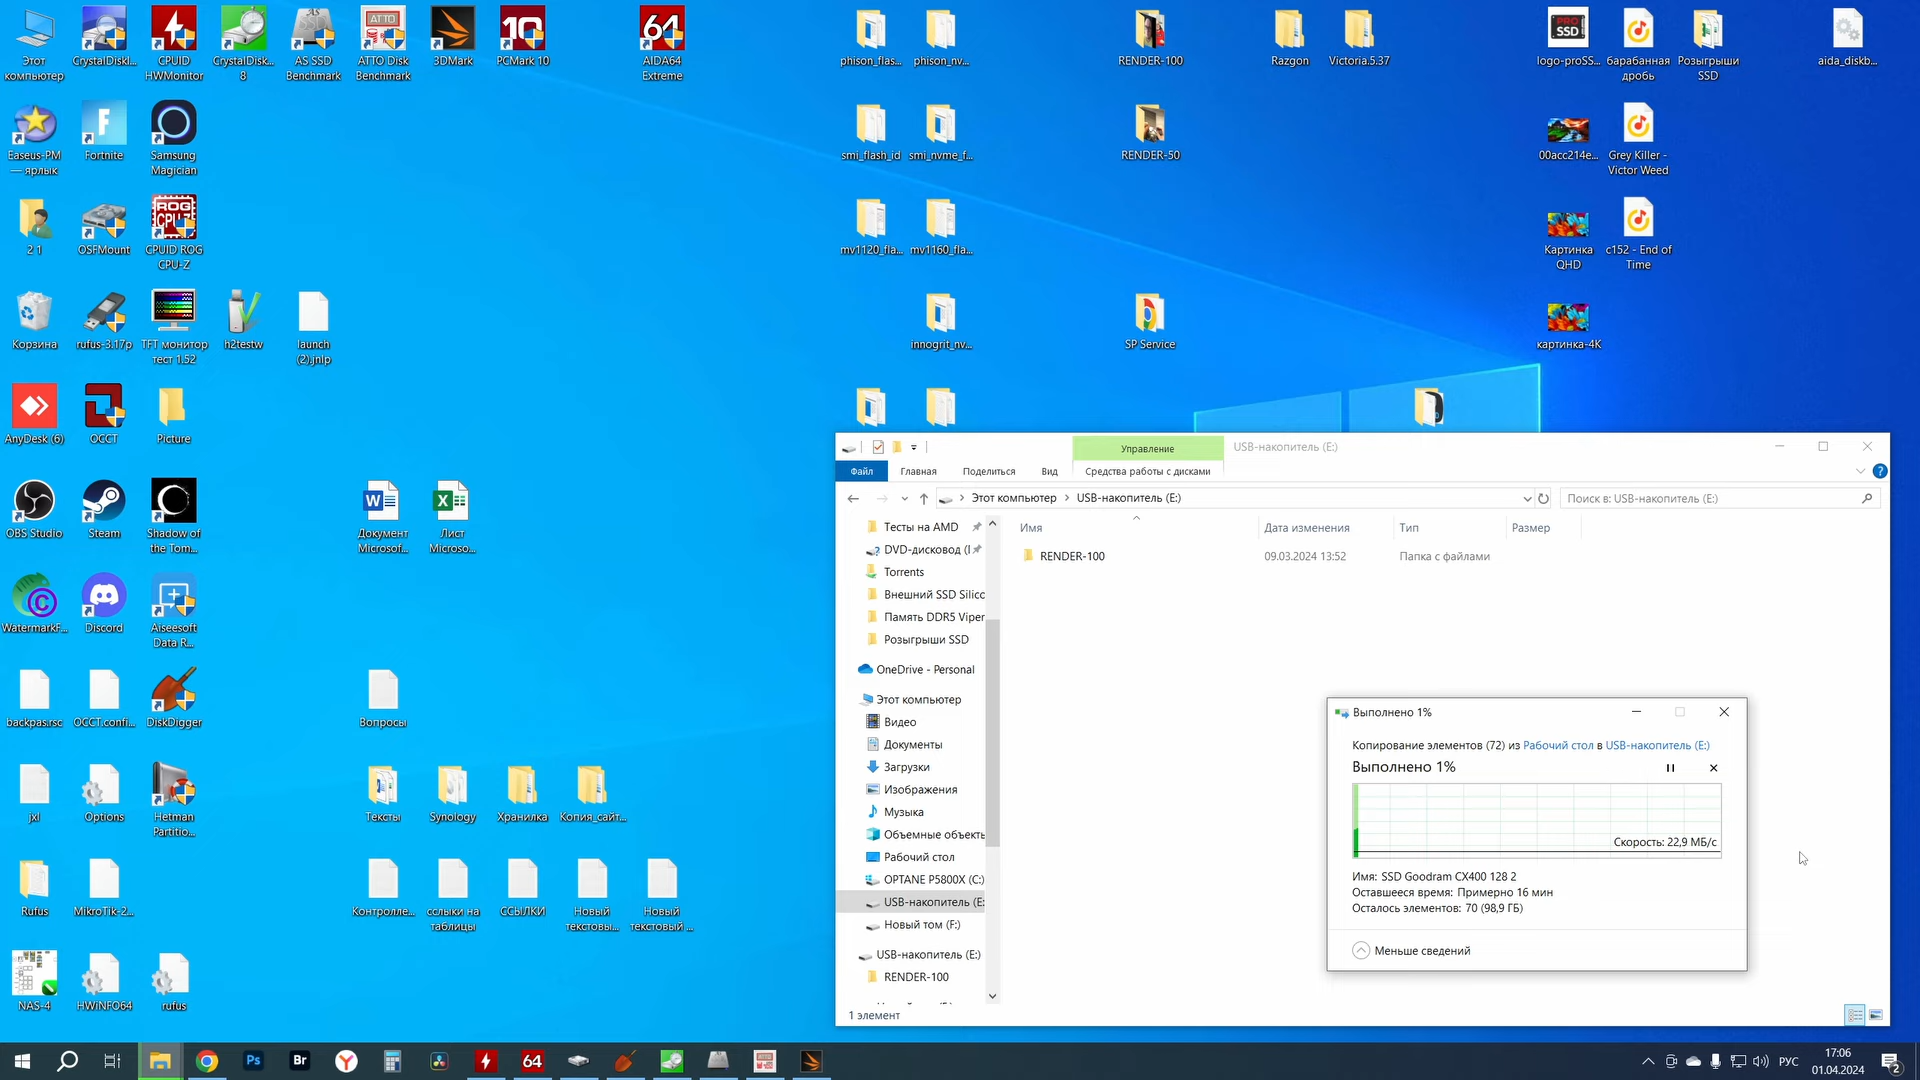 Этот компьютер
CrystalDiskI...
CPUID HWMonitor
CrystalDisk... 8
AS SSD Benchmark
ATTO Disk Benchmark
3DMark
PCMark 10
AIDA64 Extreme
phison_flas...
phison_nv...
RENDER-100
Razgon
Victoria.5.37
logo-proSS...
барабанная дробь
Розыгрыши SSD
aida_diskb...
Easeus-PM — ярлык
Fortnite
Samsung Magician
smi_flash_id
smi_nvme_f...
RENDER-50
00acc214e...
Grey Killer - Victor Weed
2 1
OSFMount
CPUID ROG CPU-Z
mv1120_fla...
mv1160_fla...
Картинка QHD
c152 - End of Time
Корзина
rufus-3.17p
TFT монитор тест 1.52
h2testw
launch (2).jnlp
innogrit_nv...
SP Service
картинка-4K
AnyDesk (6)
OCCT
Picture
OBS Studio
Steam
Shadow of the Tom...
Документ Microsof...
Лист Microso...
WatermarkF...
Discord
Aiseesoft Data R...
backpas.rsc
OCCT.confi...
DiskDigger
Вопросы
jxl
Options
Hetman Partitio...
Тексты
Synology
Хранилка
Копия_сайт...
Rufus
MikroTik-2...
Контролле...
сслыки на таблицы
ССЫЛКИ
Новый текстовы...
Новый текстовый ...
NAS-4
HWiNFO64
rufus
Управление
USB-накопитель (E:)
Файл
Главная
Поделиться
Вид
Средства работы с дисками
Этот компьютер
USB-накопитель (E:)
Поиск в: USB-накопитель (E:)
Имя
Дата изменения
Тип
Размер
RENDER-100
09.03.2024 13:52
Папка с файлами
Тесты на AMD
DVD-дисковод (
Torrents
Внешний SSD Silico
Память DDR5 Viper
Розыгрыши SSD
OneDrive - Personal
Этот компьютер
Видео
Документы
Загрузки
Изображения
Музыка
Объемные объекты
Рабочий стол
OPTANE P5800X (C:)
USB-накопитель (E:
Новый том (F:)
USB-накопитель (E:)
RENDER-100
1 элемент
Выполнено 1%
Копирование элементов (72) из Рабочий стол в USB-накопитель (E:)
Выполнено 1%
Скорость: 22,9 МБ/с
Имя: SSD Goodram CX400 128 2
Оставшееся время: Примерно 16 мин
Осталось элементов: 70 (98,9 ГБ)
Меньше сведений
РУС
17:06
01.04.2024
2